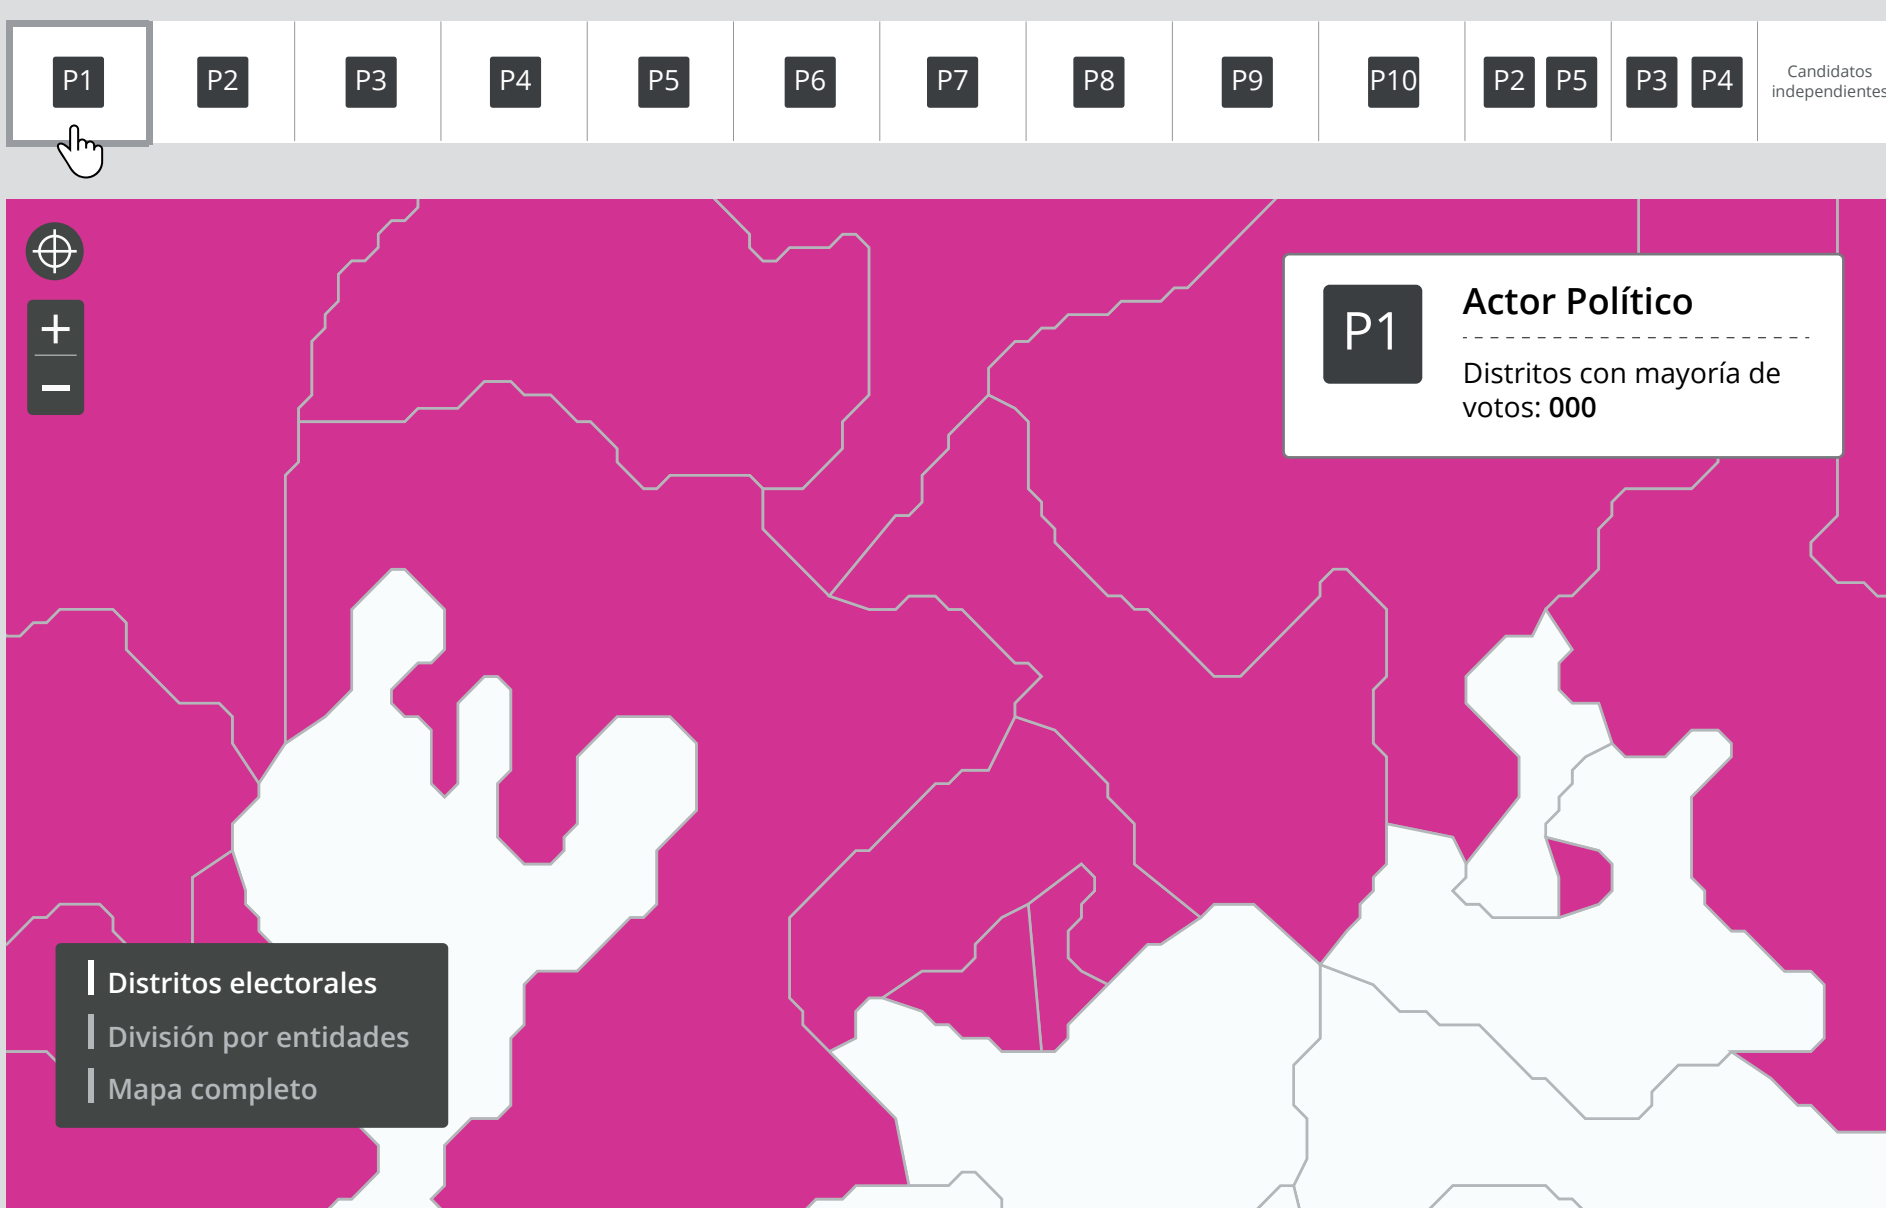 P1 P2 P3 P4 P5 P6 P7 P8 P9 P10 P2 P5 P3 P4 Candidatos
independientes
+
−
P1
Actor Político
Distritos con mayoría de
votos: 000
Distritos electorales
División por entidades
Mapa completo